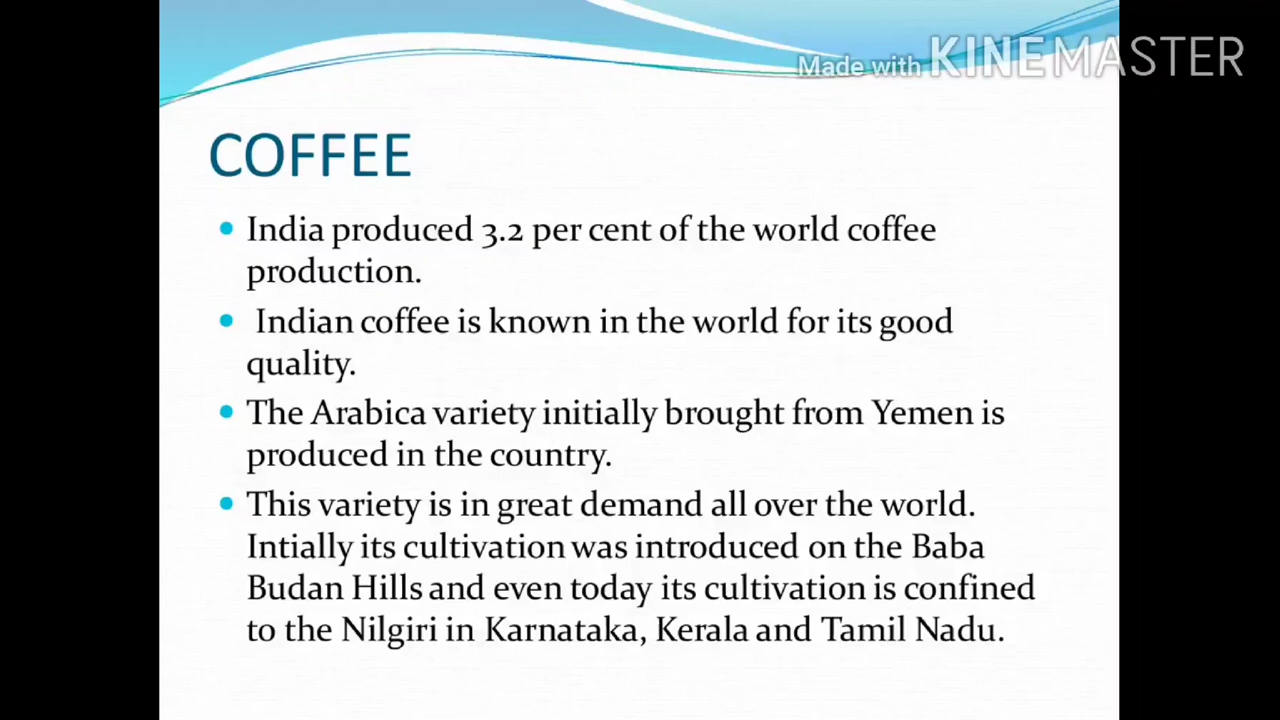 Made with KINEMASTER
COFFEE
• India produced 3.2 per cent of the world coffee
production.
• Indian coffee is known in the world for its good
quality.
• The Arabica variety initially brought from Yemen is
produced in the country.
• This variety is in great demand all over the world.
Intially its cultivation was introduced on the Baba
Budan Hills and even today its cultivation is confined
to the Nilgiri in Karnataka, Kerala and Tamil Nadu.